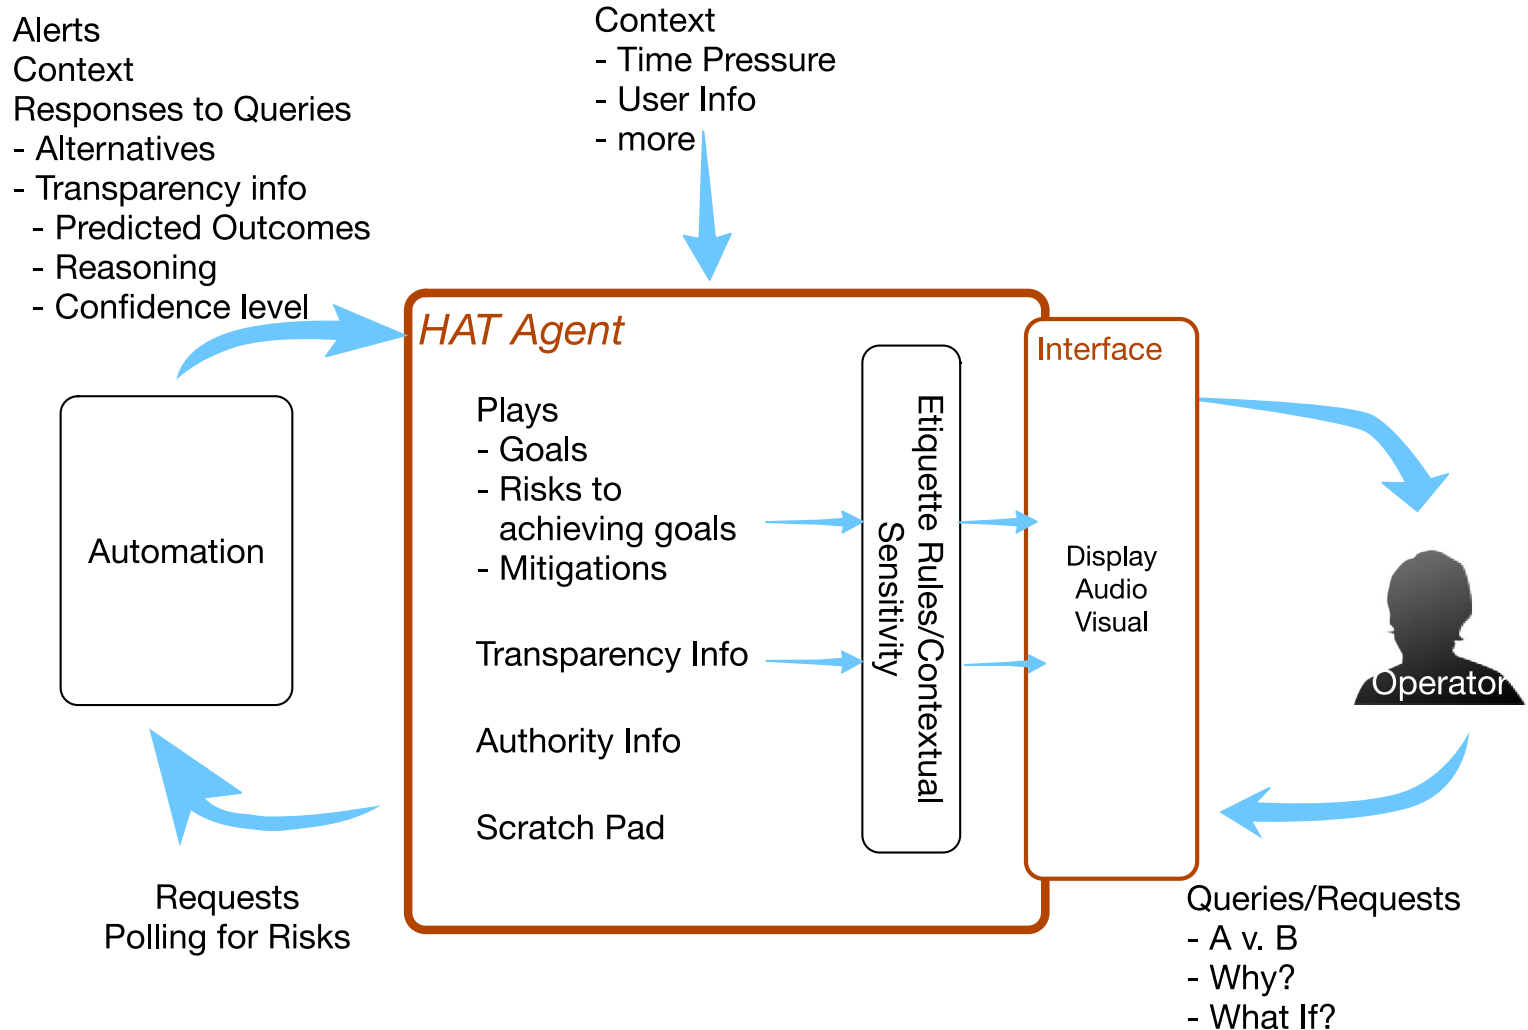 Alerts
Context
Responses to Queries
- Alternatives
- Transparency info
- Predicted Outcomes
- Reasoning
- Confidence level
Context
- Time Pressure
- User Info
- more
HAT Agent
Interface
Plays
- Goals
- Risks to
achieving goals
- Mitigations
Transparency Info
Authority Info
Scratch Pad
Etiquette Rules/Contextual
Sensitivity
Display
Audio
Visual
Automation
Operator
Requests
Polling for Risks
Queries/Requests
- A v. B
- Why?
- What If?